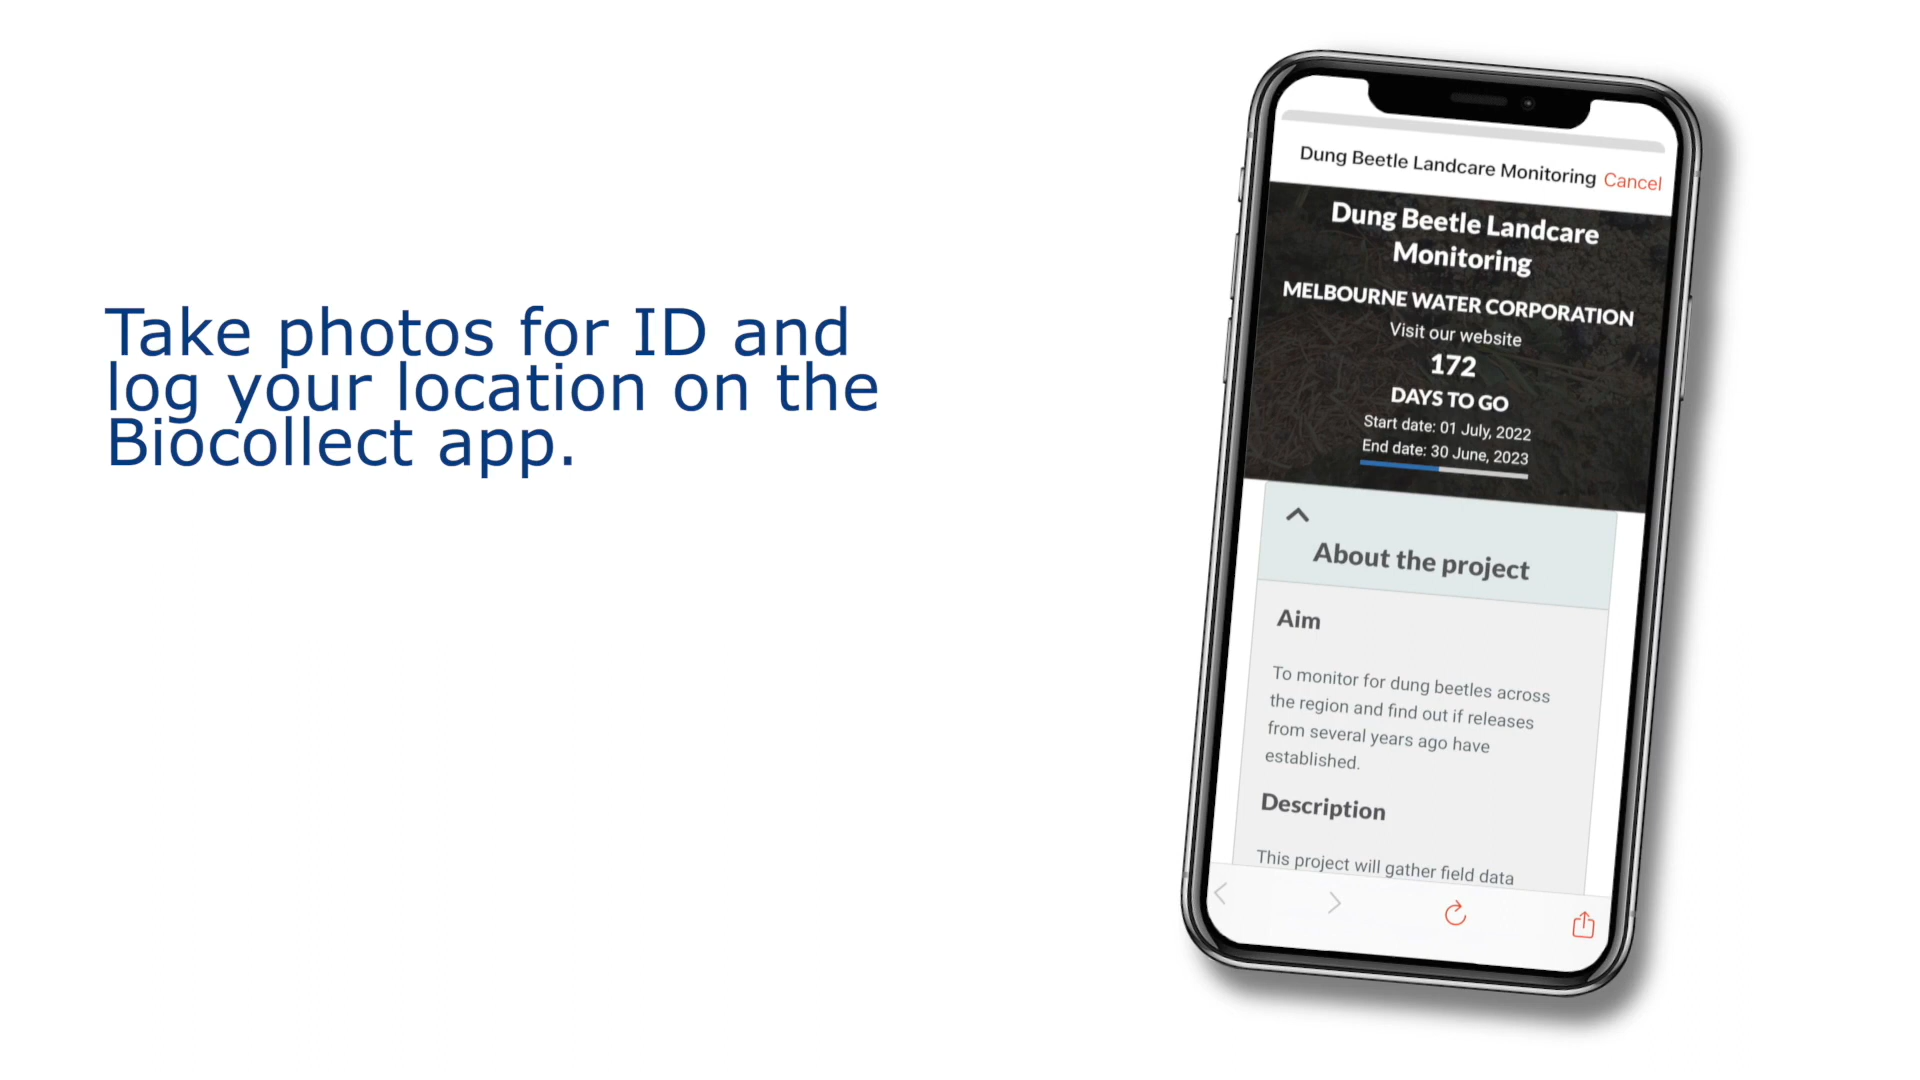 Take photos for ID and
log your location on the
Biocollect app.
Dung Beetle Landcare Monitoring Cancel
Dung Beetle Landcare
Monitoring
MELBOURNE WATER CORPORATION
Visit our website
172
DAYS TO GO
Start date: 01 July, 2022
End date: 30 June, 2023
About the project
Aim
To monitor for dung beetles across
the region and find out if releases
from several years ago have
established.
Description
This project will gather field data